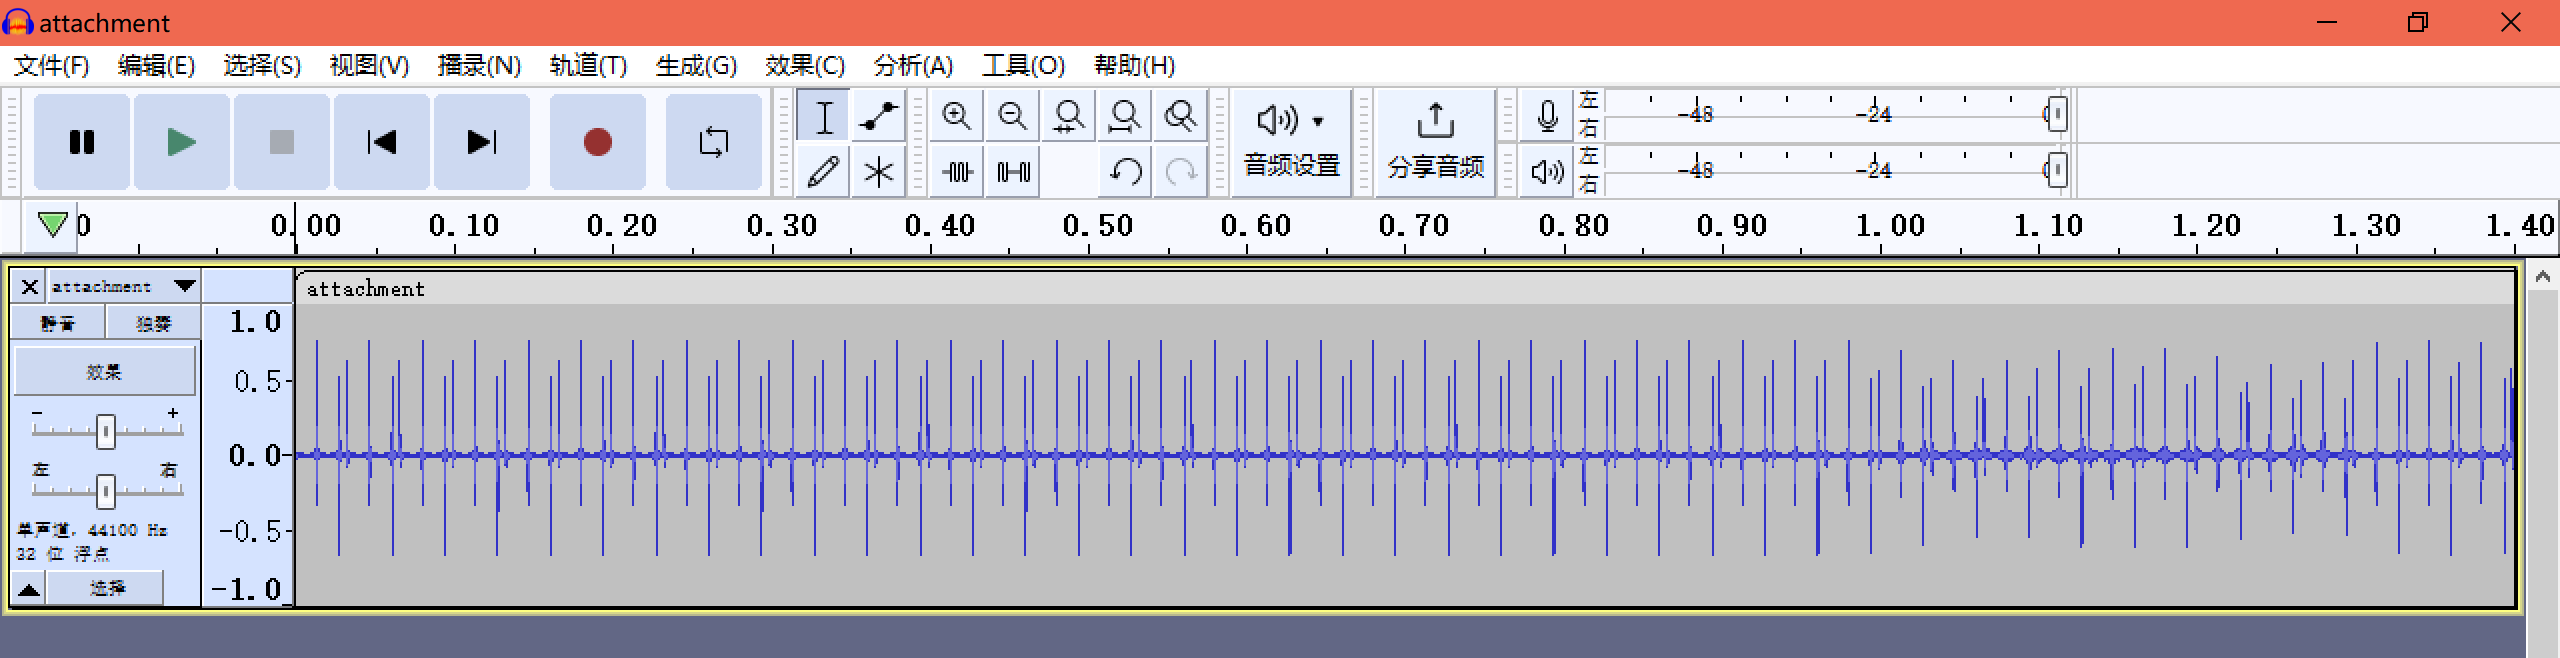 attachment
文件(F) 编辑(E) 选择(S) 视图(V) 播录(N) 轨道(T) 生成(G) 效果(C) 分析(A) 工具(O) 帮助(H)
音频设置
分享音频
左
右
-48 -24
左
右
-48 -24
0.00 0.10 0.20 0.30 0.40 0.50 0.60 0.70 0.80 0.90 1.00 1.10 1.20 1.30 1.40
attachment
attachment
静音 独奏
效果
- +
左 右
单声道, 44100 Hz
32 位 浮点
选择
1.0
0.5
0.0
-0.5
-1.0